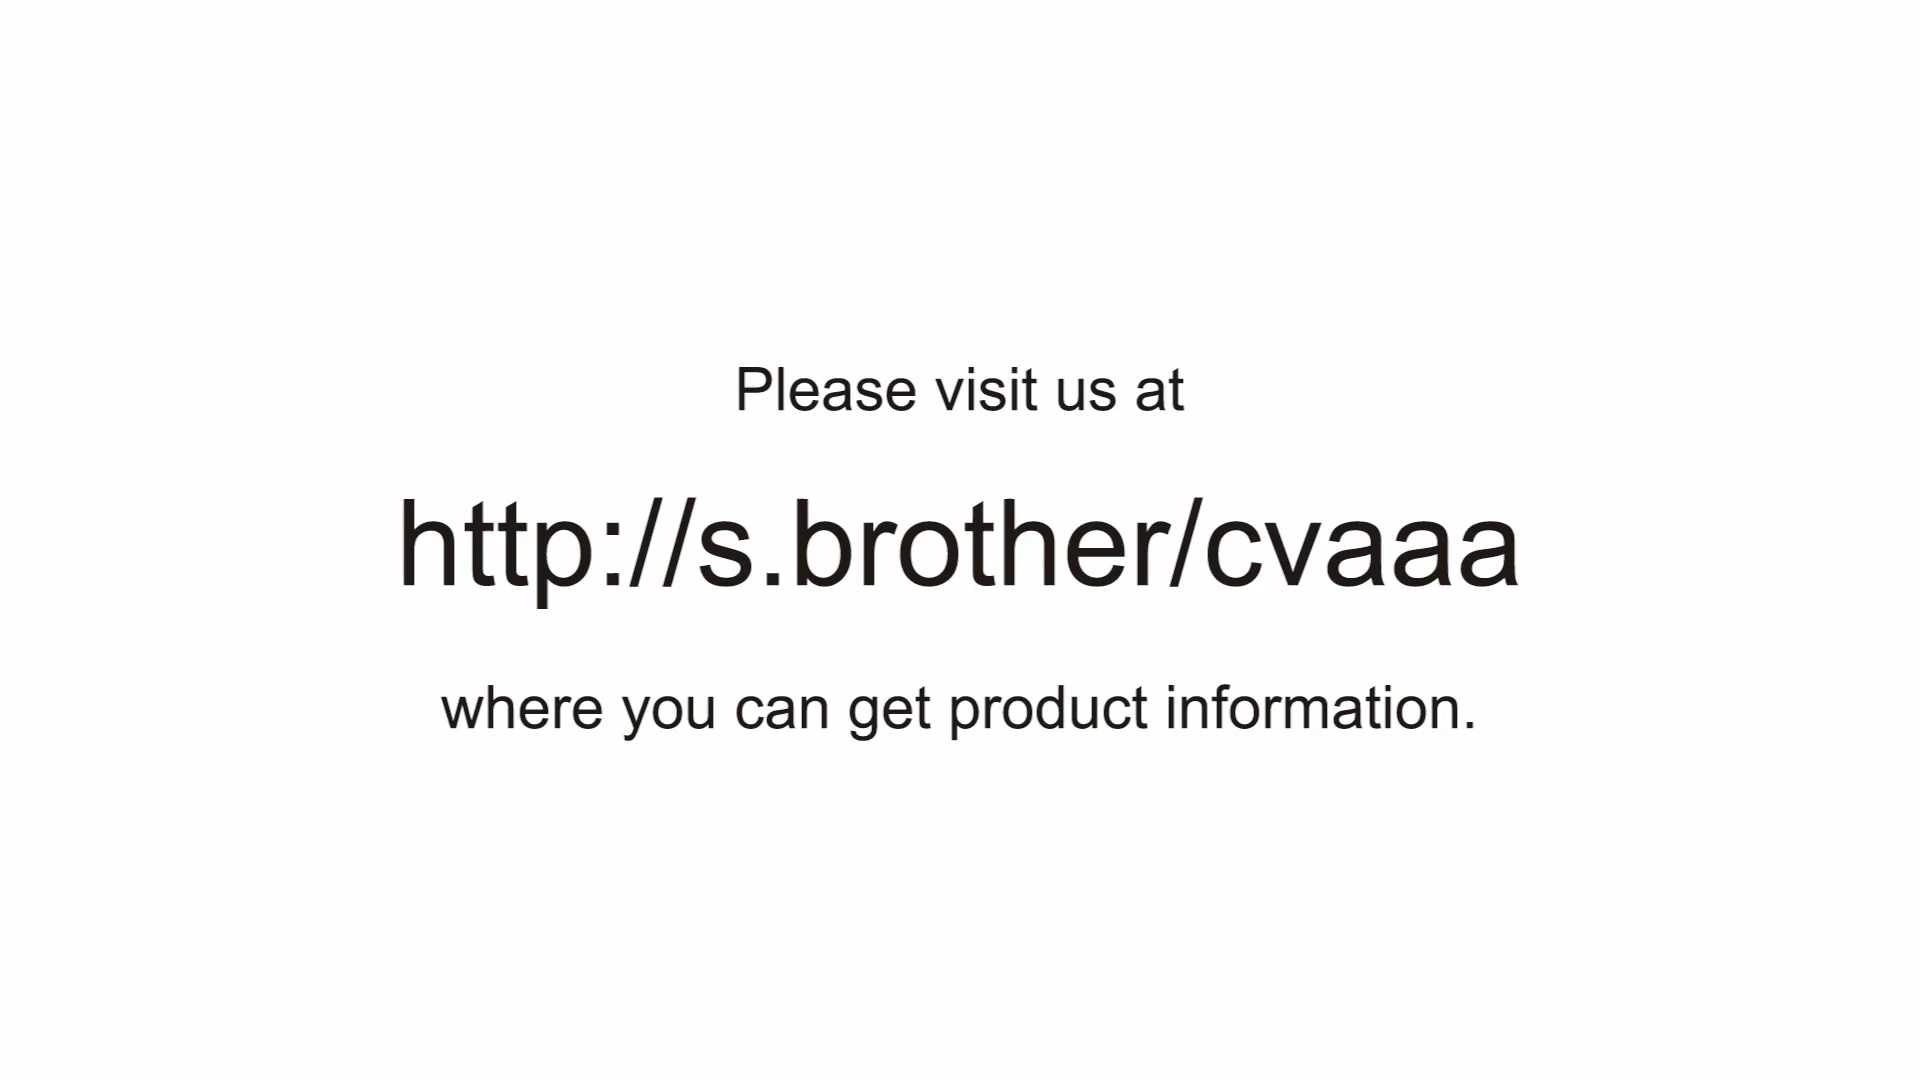 Please visit us at
http://s.brother/cvaaa
where you can get product information.